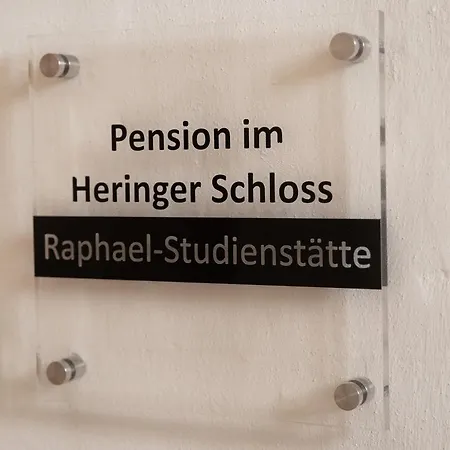 Pension im
Heringer Schloss
Raphael-Studienstätte